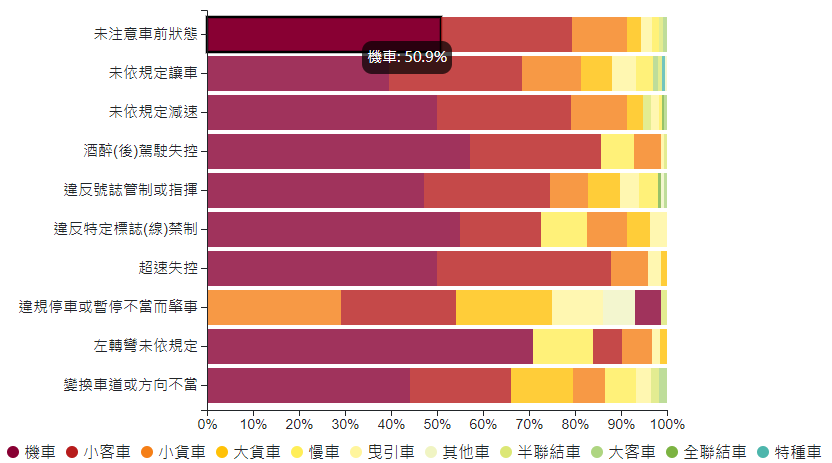 未注意車前狀態
機車: 50.9%
未依規定讓車
未依規定減速
酒醉(後)駕駛失控
違反號誌管制或指揮
違反特定標誌(線)禁制
超速失控
違規停車或暫停不當而肇事
左轉彎未依規定
變換車道或方向不當
0% 10% 20% 30% 40% 50% 60% 70% 80% 90% 100%
機車 小客車 小貨車 大貨車 慢車 曳引車 其他車 半聯結車 大客車 全聯結車 特種車